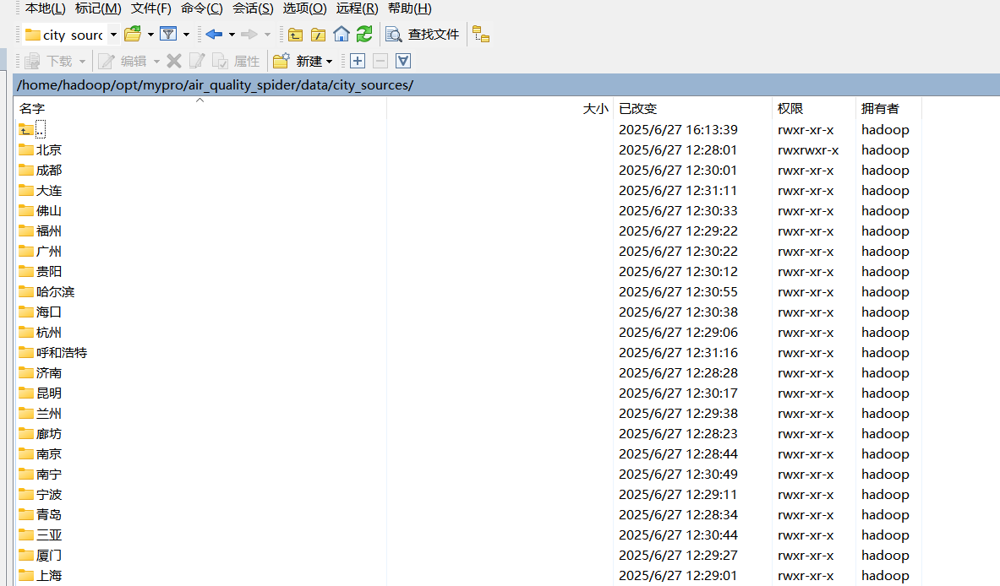 本地(L) 标记(M) 文件(F) 命令(C) 会话(S) 选项(O) 远程(R) 帮助(H)
city sourc 查找文件
下载 编辑 属性 新建
/home/hadoop/opt/mypro/air_quality_spider/data/city_sources/
名字 大小 已改变 权限 拥有者
.. 2025/6/27 16:13:39 rwxr-xr-x hadoop
北京 2025/6/27 12:28:01 rwxrwxr-x hadoop
成都 2025/6/27 12:30:01 rwxr-xr-x hadoop
大连 2025/6/27 12:31:11 rwxr-xr-x hadoop
佛山 2025/6/27 12:30:33 rwxr-xr-x hadoop
福州 2025/6/27 12:29:22 rwxr-xr-x hadoop
广州 2025/6/27 12:30:22 rwxr-xr-x hadoop
贵阳 2025/6/27 12:30:12 rwxr-xr-x hadoop
哈尔滨 2025/6/27 12:30:55 rwxr-xr-x hadoop
海口 2025/6/27 12:30:38 rwxr-xr-x hadoop
杭州 2025/6/27 12:29:06 rwxr-xr-x hadoop
呼和浩特 2025/6/27 12:31:16 rwxr-xr-x hadoop
济南 2025/6/27 12:28:28 rwxr-xr-x hadoop
昆明 2025/6/27 12:30:17 rwxr-xr-x hadoop
兰州 2025/6/27 12:29:38 rwxr-xr-x hadoop
廊坊 2025/6/27 12:28:23 rwxr-xr-x hadoop
南京 2025/6/27 12:28:44 rwxr-xr-x hadoop
南宁 2025/6/27 12:30:49 rwxr-xr-x hadoop
宁波 2025/6/27 12:29:11 rwxr-xr-x hadoop
青岛 2025/6/27 12:28:34 rwxr-xr-x hadoop
三亚 2025/6/27 12:30:44 rwxr-xr-x hadoop
厦门 2025/6/27 12:29:27 rwxr-xr-x hadoop
上海 2025/6/27 12:29:01 rwxr-xr-x hadoop